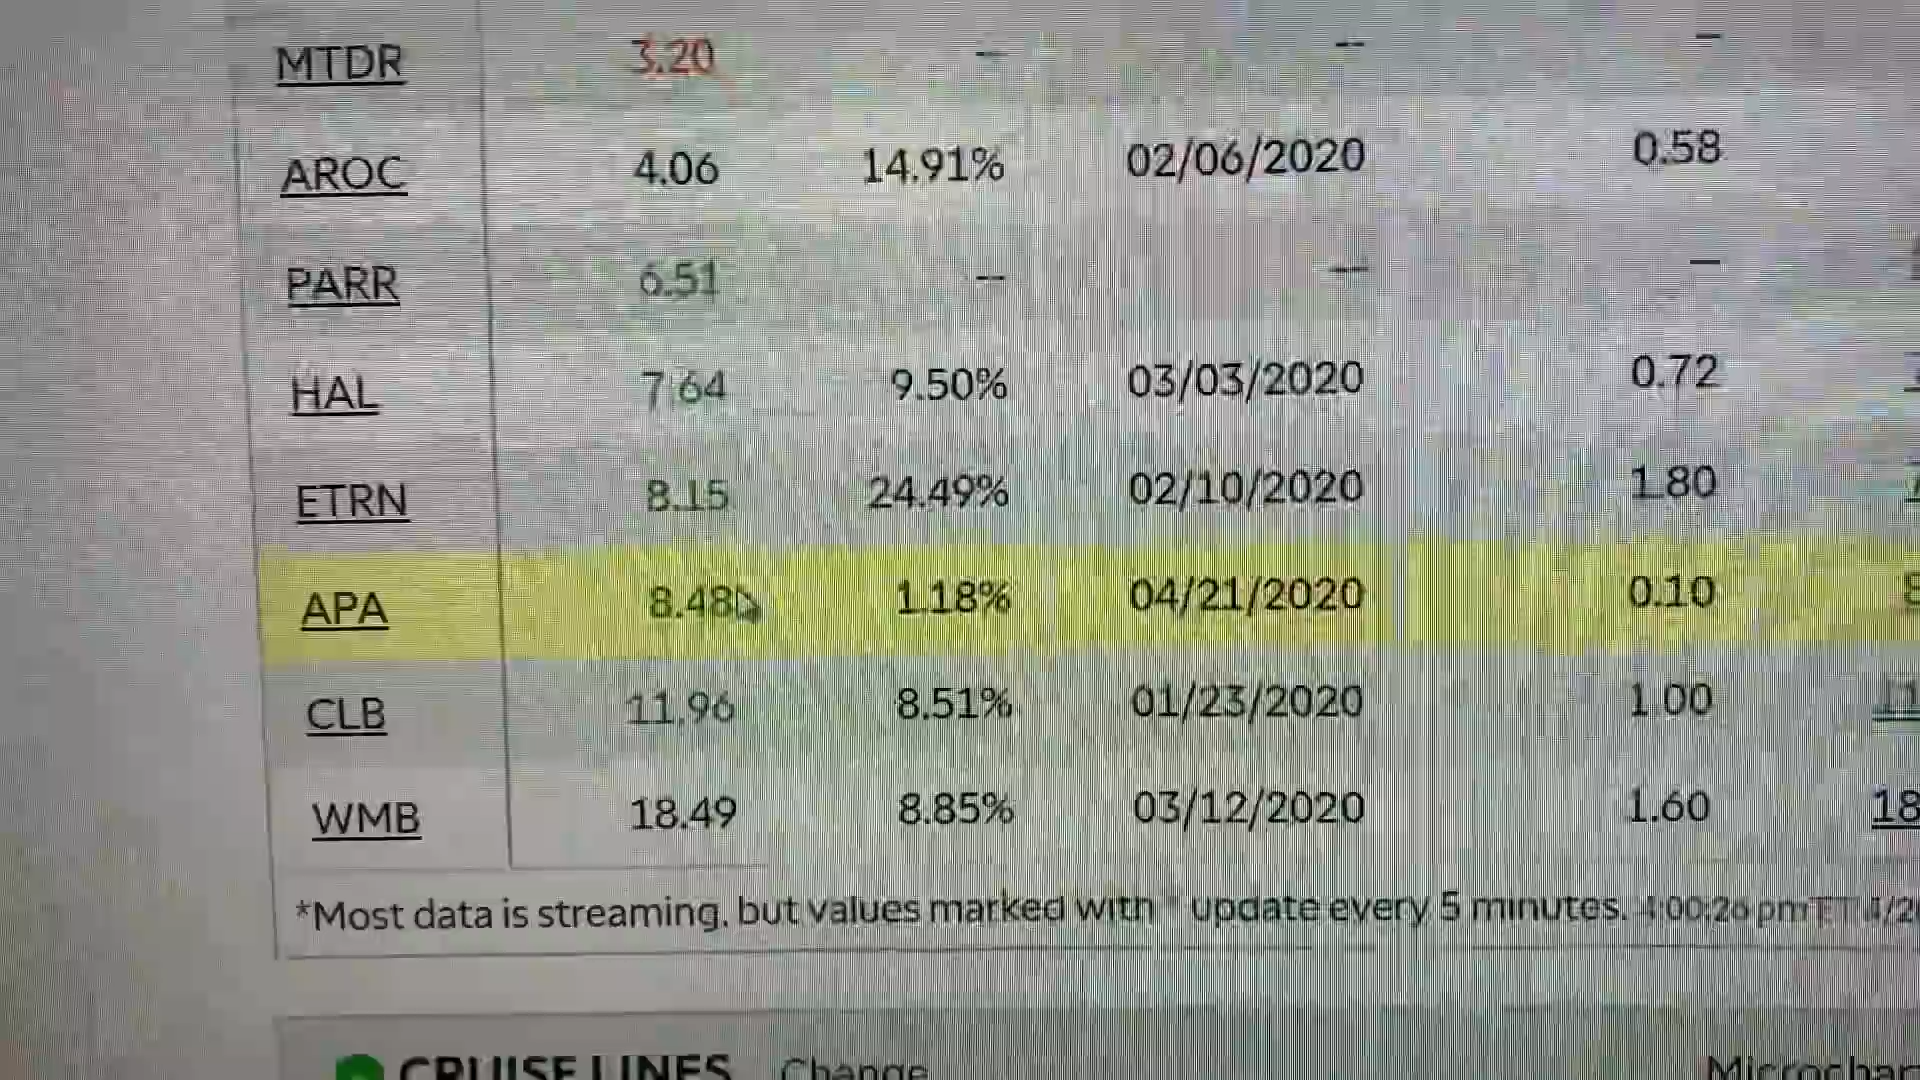 MTDR 3.20 -- -- --
AROC 4.06 14.91% 02/06/2020 0.58
PARR 6.51 -- -- --
HAL 7.64 9.50% 03/03/2020 0.72
ETRN 8.15 24.49% 02/10/2020 1.80
APA 8.48 1.18% 04/21/2020 0.10
CLB 11.96 8.51% 01/23/2020 1.00
WMB 18.49 8.85% 03/12/2020 1.60 18
*Most data is streaming, but values marked with * update every 5 minutes.
CRUISE LINES Change